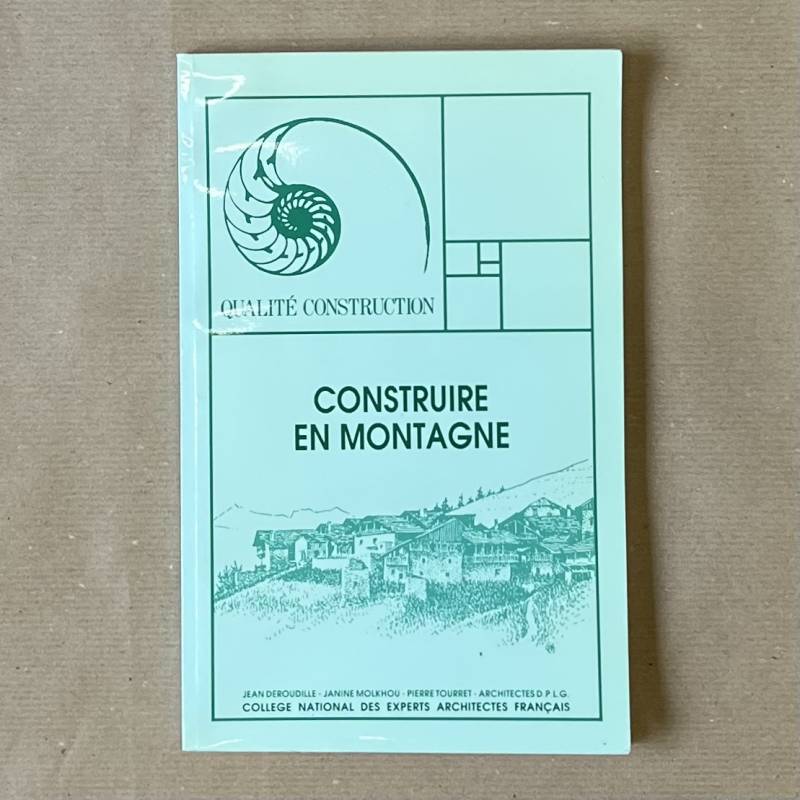 QUALITÉ CONSTRUCTION
CONSTRUIRE
EN MONTAGNE
JEAN DEROUDILLE - JANINE MOLKHOU - PIERRE TOURRET - ARCHITECTES D.P.L.G.
COLLEGE NATIONAL DES EXPERTS ARCHITECTES FRANÇAIS